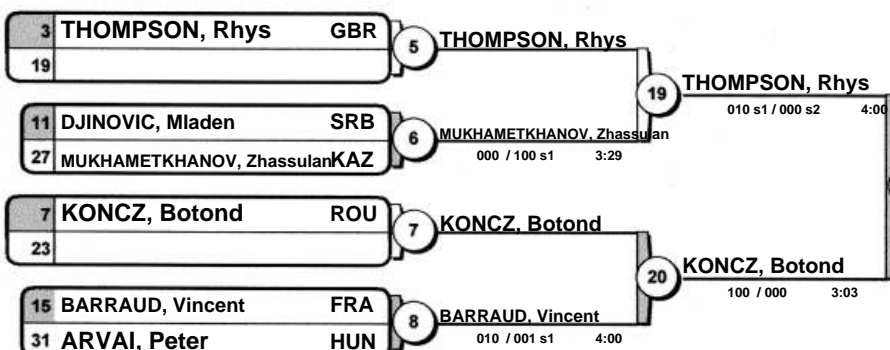 3 THOMPSON, Rhys GBR
19
5 THOMPSON, Rhys
11 DJINOVIC, Mladen SRB
27 MUKHAMETKHANOV, Zhassulan KAZ
6 MUKHAMETKHANOV, Zhassulan
000 / 100 s1 3:29
19 THOMPSON, Rhys
010 s1 / 000 s2 4:00
7 KONCZ, Botond ROU
23
7 KONCZ, Botond
15 BARRAUD, Vincent FRA
31 ARVAI, Peter HUN
8 BARRAUD, Vincent
010 / 001 s1 4:00
20 KONCZ, Botond
100 / 000 3:03